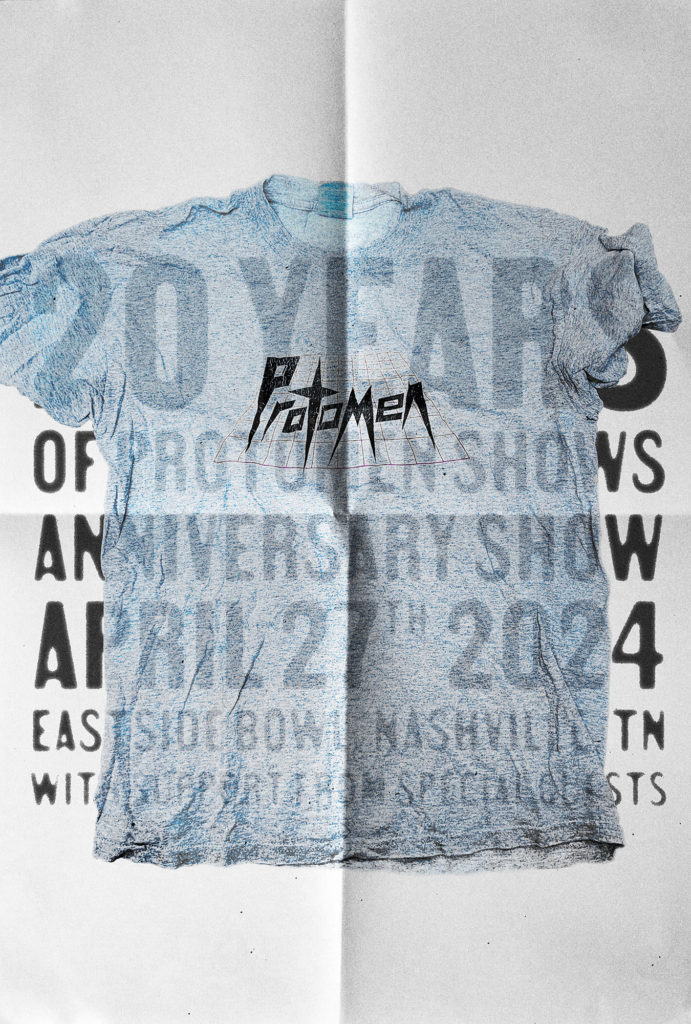 20 YEARS
Protomen
OF PROTOMEN SHOWS
ANNIVERSARY SHOW
APRIL 27TH 2024
EASTSIDE BOWL, NASHVILLE, TN
WITH SUPPORT FROM SPECIAL GUESTS